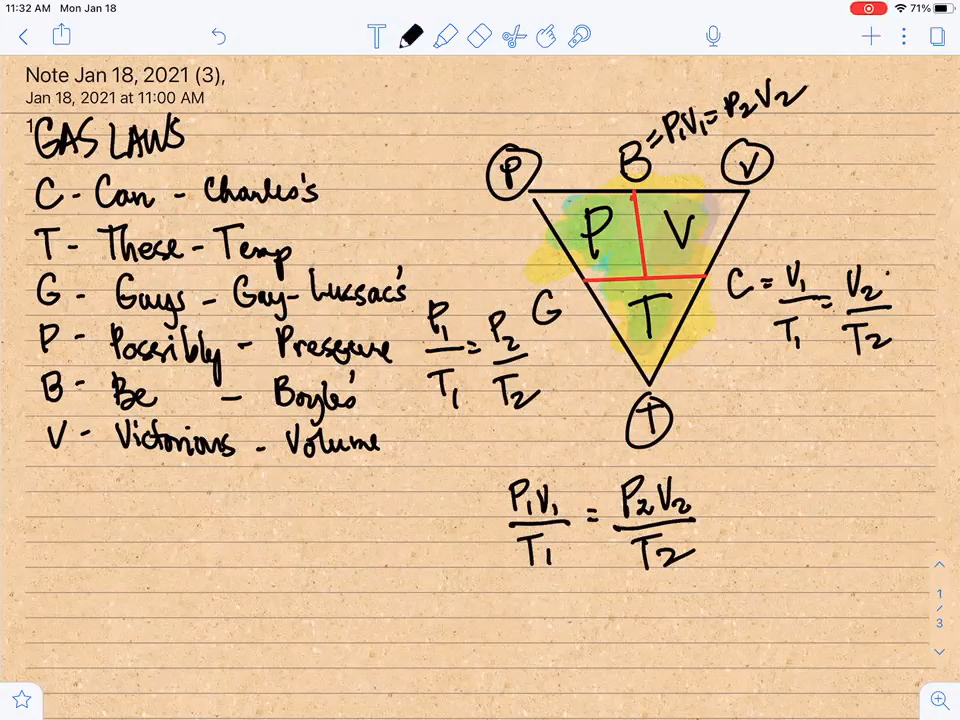 11:32 AM Mon Jan 18
71%
Note Jan 18, 2021 (3),
Jan 18, 2021 at 11:00 AM
1
GAS LAWS
C - Can - Charles's
T - These - Temp
G - Guys - Gay-Lussac's
P - Possibly - Pressure
B - Be - Boyles'
V - Victorious - Volume
P B = P1V1 = P2V2 V
P V
T
G P1/T1 = P2/T2
C = V1/T1 = V2/T2
T
P1V1/T1 = P2V2/T2
1
/
3